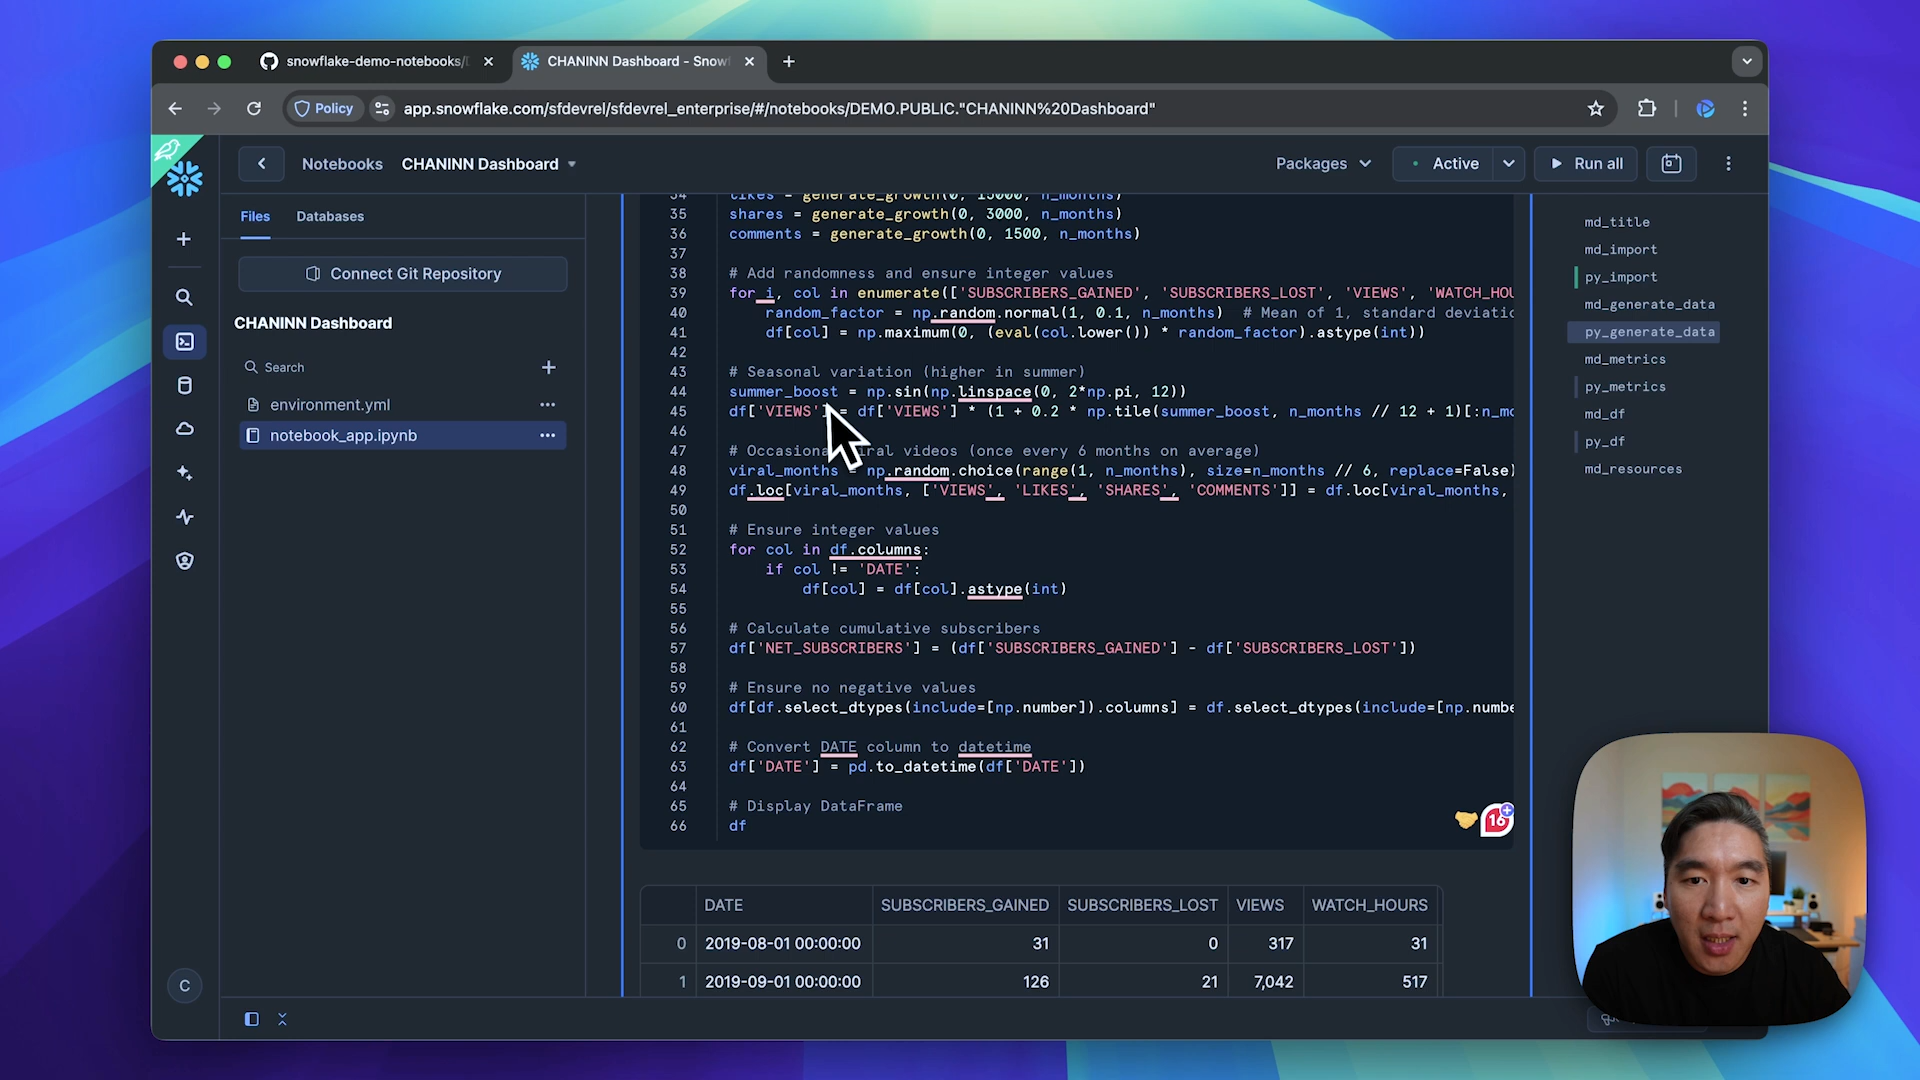 snowflake-demo-notebooks/
CHANINN Dashboard - Snowf
Policy
app.snowflake.com/sfdevrel/sfdevrel_enterprise/#/notebooks/DEMO.PUBLIC."CHANINN%20Dashboard"
Notebooks
CHANINN Dashboard
Packages
Active
Run all
Files
Databases
Connect Git Repository
CHANINN Dashboard
Search
environment.yml
notebook_app.ipynb
C
34 likes = generate_growth(0, 15000, n_months)
35 shares = generate_growth(0, 3000, n_months)
36 comments = generate_growth(0, 1500, n_months)
37
38 # Add randomness and ensure integer values
39 for i, col in enumerate(['SUBSCRIBERS_GAINED', 'SUBSCRIBERS_LOST', 'VIEWS', 'WATCH_HOU
40 random_factor = np.random.normal(1, 0.1, n_months) # Mean of 1, standard deviatio
41 df[col] = np.maximum(0, (eval(col.lower()) * random_factor).astype(int))
42
43 # Seasonal variation (higher in summer)
44 summer_boost = np.sin(np.linspace(0, 2*np.pi, 12))
45 df['VIEWS'] = df['VIEWS'] * (1 + 0.2 * np.tile(summer_boost, n_months // 12 + 1)[:n_mo
46
47 # Occasional viral videos (once every 6 months on average)
48 viral_months = np.random.choice(range(1, n_months), size=n_months // 6, replace=False)
49 df.loc[viral_months, ['VIEWS', 'LIKES', 'SHARES', 'COMMENTS']] = df.loc[viral_months,
50
51 # Ensure integer values
52 for col in df.columns:
53 if col != 'DATE':
54 df[col] = df[col].astype(int)
55
56 # Calculate cumulative subscribers
57 df['NET_SUBSCRIBERS'] = (df['SUBSCRIBERS_GAINED'] - df['SUBSCRIBERS_LOST'])
58
59 # Ensure no negative values
60 df[df.select_dtypes(include=[np.number]).columns] = df.select_dtypes(include=[np.numbe
61
62 # Convert DATE column to datetime
63 df['DATE'] = pd.to_datetime(df['DATE'])
64
65 # Display DataFrame
66 df
16
DATE SUBSCRIBERS_GAINED SUBSCRIBERS_LOST VIEWS WATCH_HOURS
0 2019-08-01 00:00:00 31 0 317 31
1 2019-09-01 00:00:00 126 21 7,042 517
md_title
md_import
py_import
md_generate_data
py_generate_data
md_metrics
py_metrics
md_df
py_df
md_resources